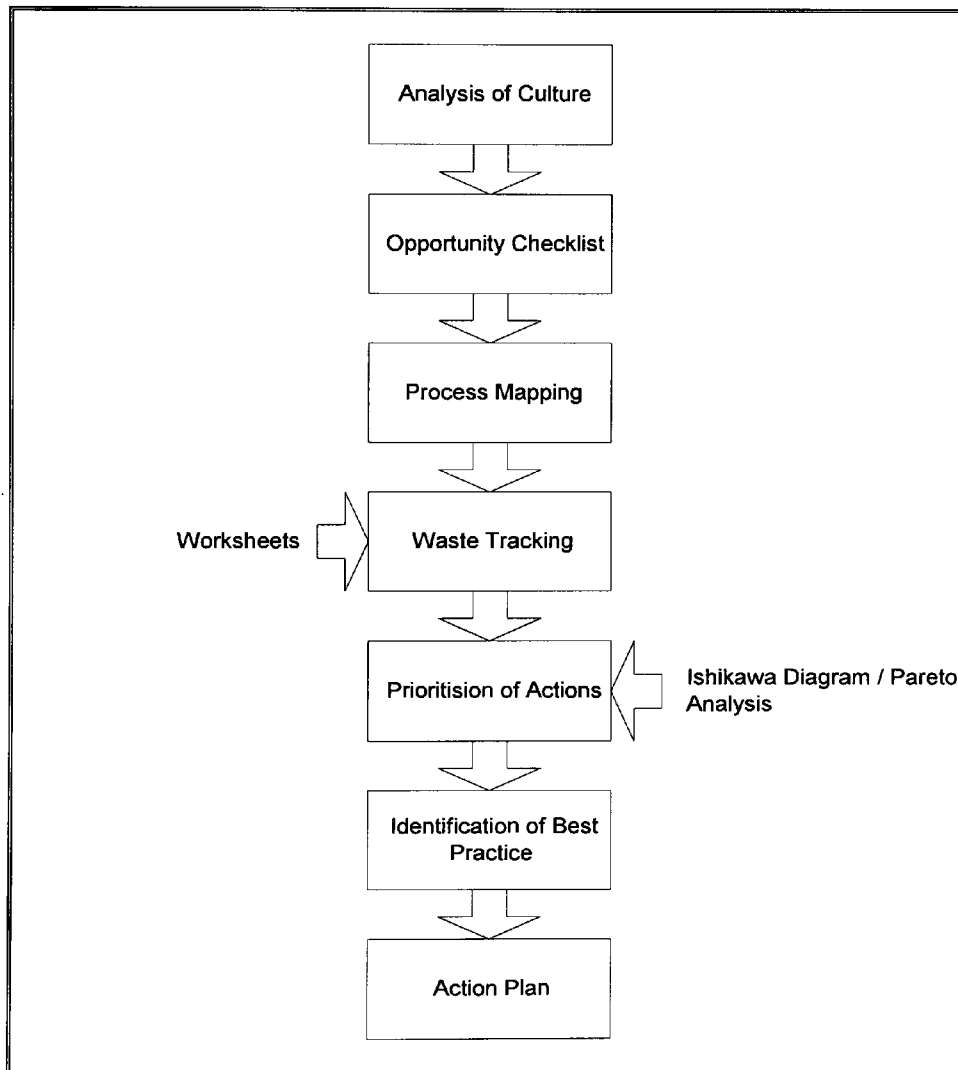 Analysis of Culture
Opportunity Checklist
Process Mapping
Worksheets
Waste Tracking
Prioritision of Actions
Ishikawa Diagram / Pareto
Analysis
Identification of Best
Practice
Action Plan